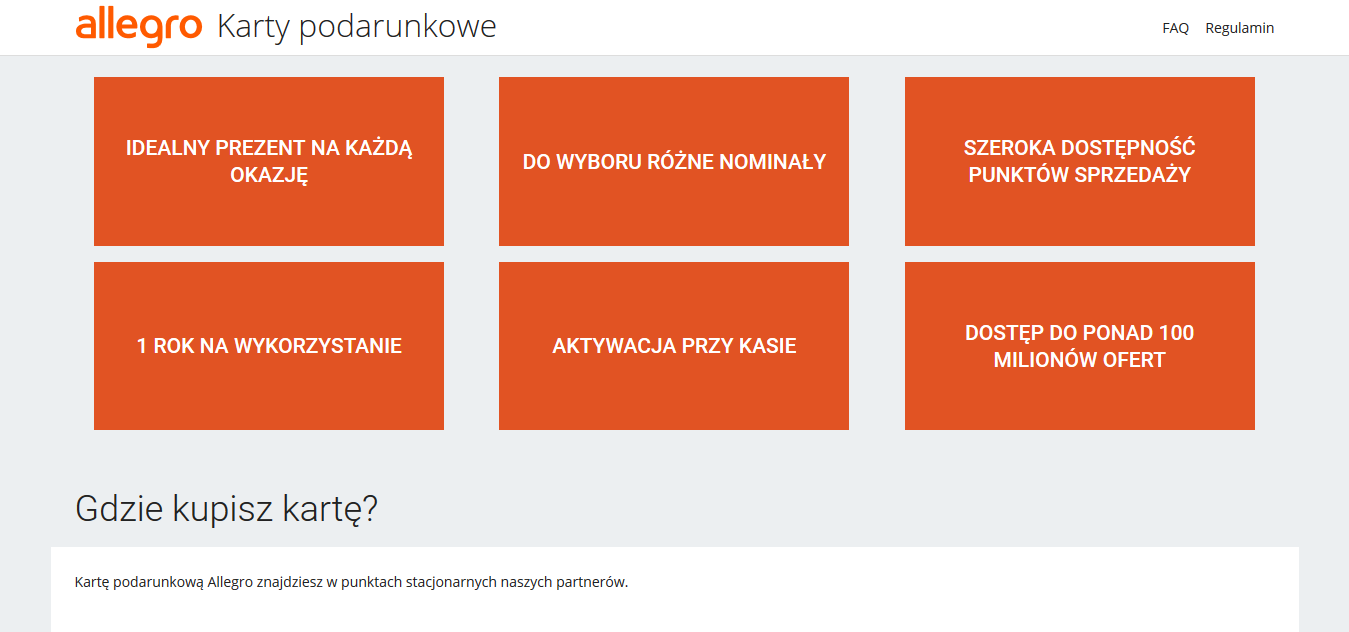 allegro Karty podarunkowe
FAQ Regulamin
IDEALNY PREZENT NA KAŻDĄ
OKAZJĘ
DO WYBORU RÓŻNE NOMINAŁY
SZEROKA DOSTĘPNOŚĆ
PUNKTÓW SPRZEDAŻY
1 ROK NA WYKORZYSTANIE
AKTYWACJA PRZY KASIE
DOSTĘP DO PONAD 100
MILIONÓW OFERT
Gdzie kupisz kartę?
Kartę podarunkową Allegro znajdziesz w punktach stacjonarnych naszych partnerów.